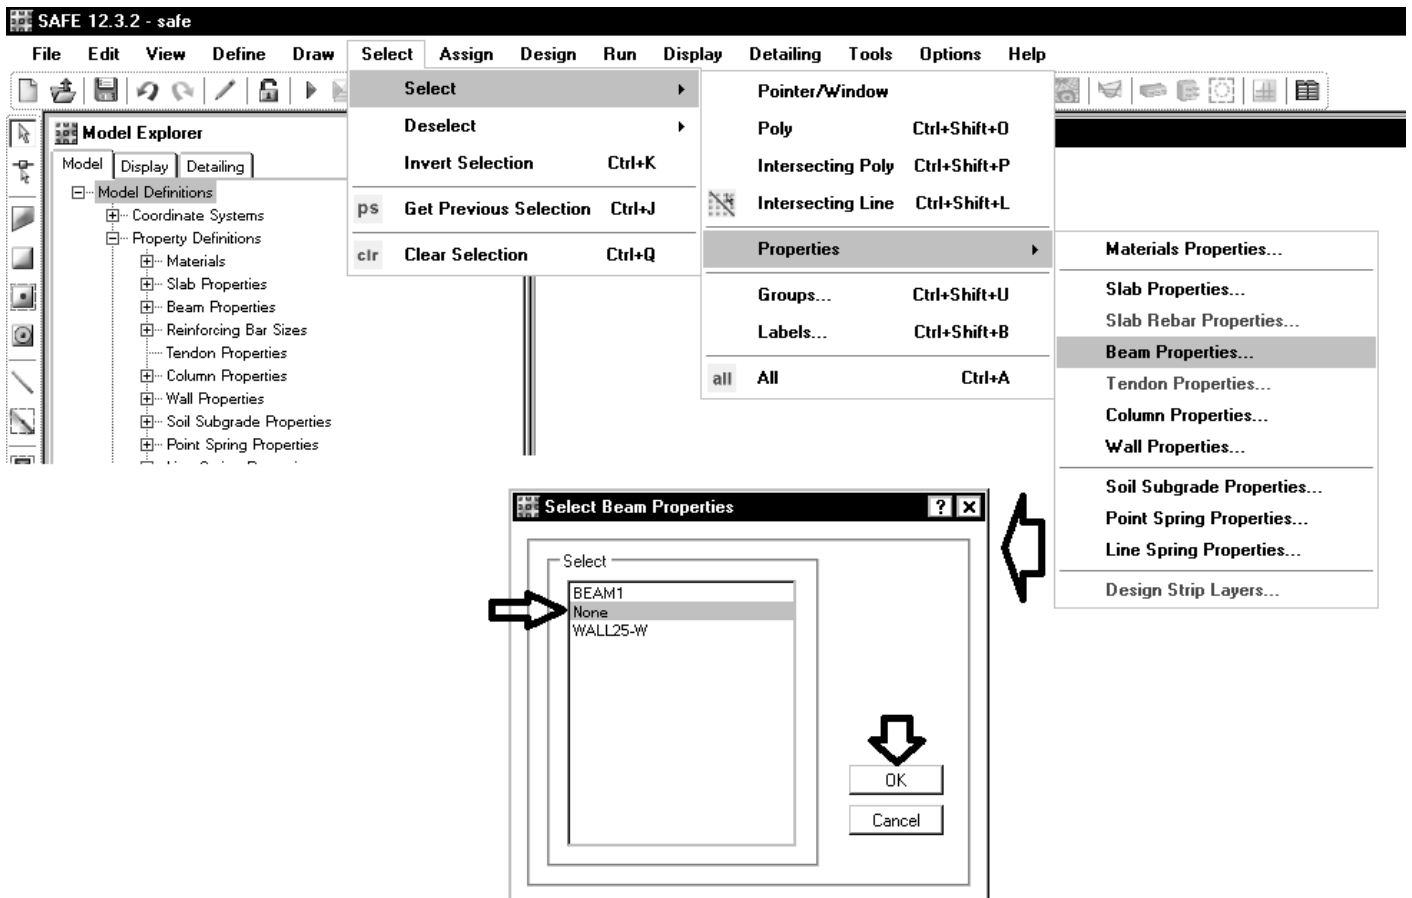 SAFE 12.3.2 - safe
File Edit View Define Draw Select Assign Design Run Display Detailing Tools Options Help
Model Explorer
Model Display Detailing
Model Definitions
Coordinate Systems
Property Definitions
Materials
Slab Properties
Beam Properties
Reinforcing Bar Sizes
Tendon Properties
Column Properties
Wall Properties
Soil Subgrade Properties
Point Spring Properties
Select
Deselect
Invert Selection Ctrl+K
ps Get Previous Selection Ctrl+J
clr Clear Selection Ctrl+Q
Pointer/Window
Poly Ctrl+Shift+O
Intersecting Poly Ctrl+Shift+P
Intersecting Line Ctrl+Shift+L
Properties
Groups... Ctrl+Shift+U
Labels... Ctrl+Shift+B
all All Ctrl+A
Materials Properties...
Slab Properties...
Slab Rebar Properties...
Beam Properties...
Tendon Properties...
Column Properties...
Wall Properties...
Soil Subgrade Properties...
Point Spring Properties...
Line Spring Properties...
Design Strip Layers...
Select Beam Properties ? X
Select
BEAM1
None
WALL25-W
OK
Cancel